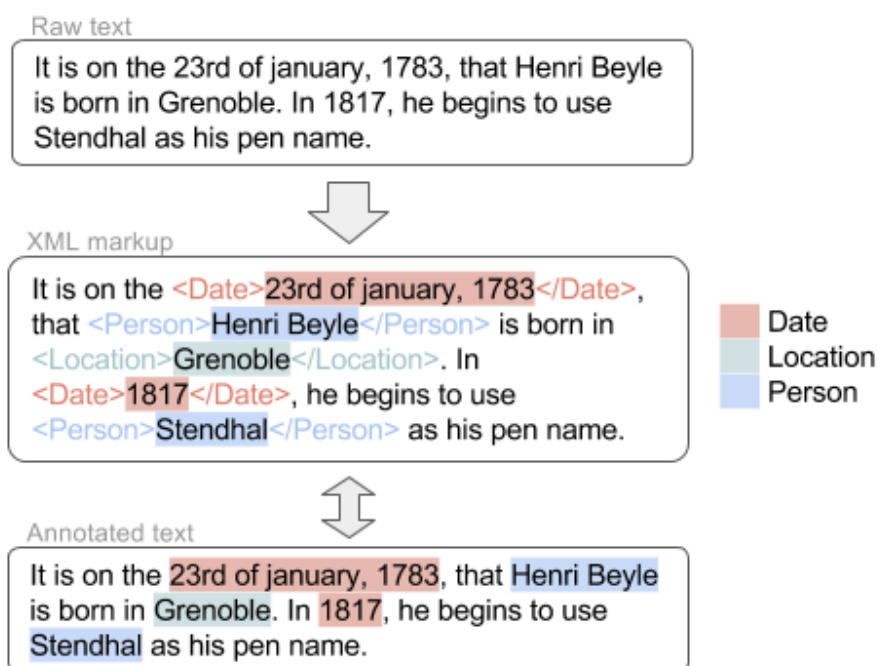 Raw text
It is on the 23rd of january, 1783, that Henri Beyle
is born in Grenoble. In 1817, he begins to use
Stendhal as his pen name.
XML markup
It is on the <Date>23rd of january, 1783</Date>,
that <Person>Henri Beyle</Person> is born in
<Location>Grenoble</Location>. In
<Date>1817</Date>, he begins to use
<Person>Stendhal</Person> as his pen name.
Date
Location
Person
Annotated text
It is on the 23rd of january, 1783, that Henri Beyle
is born in Grenoble. In 1817, he begins to use
Stendhal as his pen name.